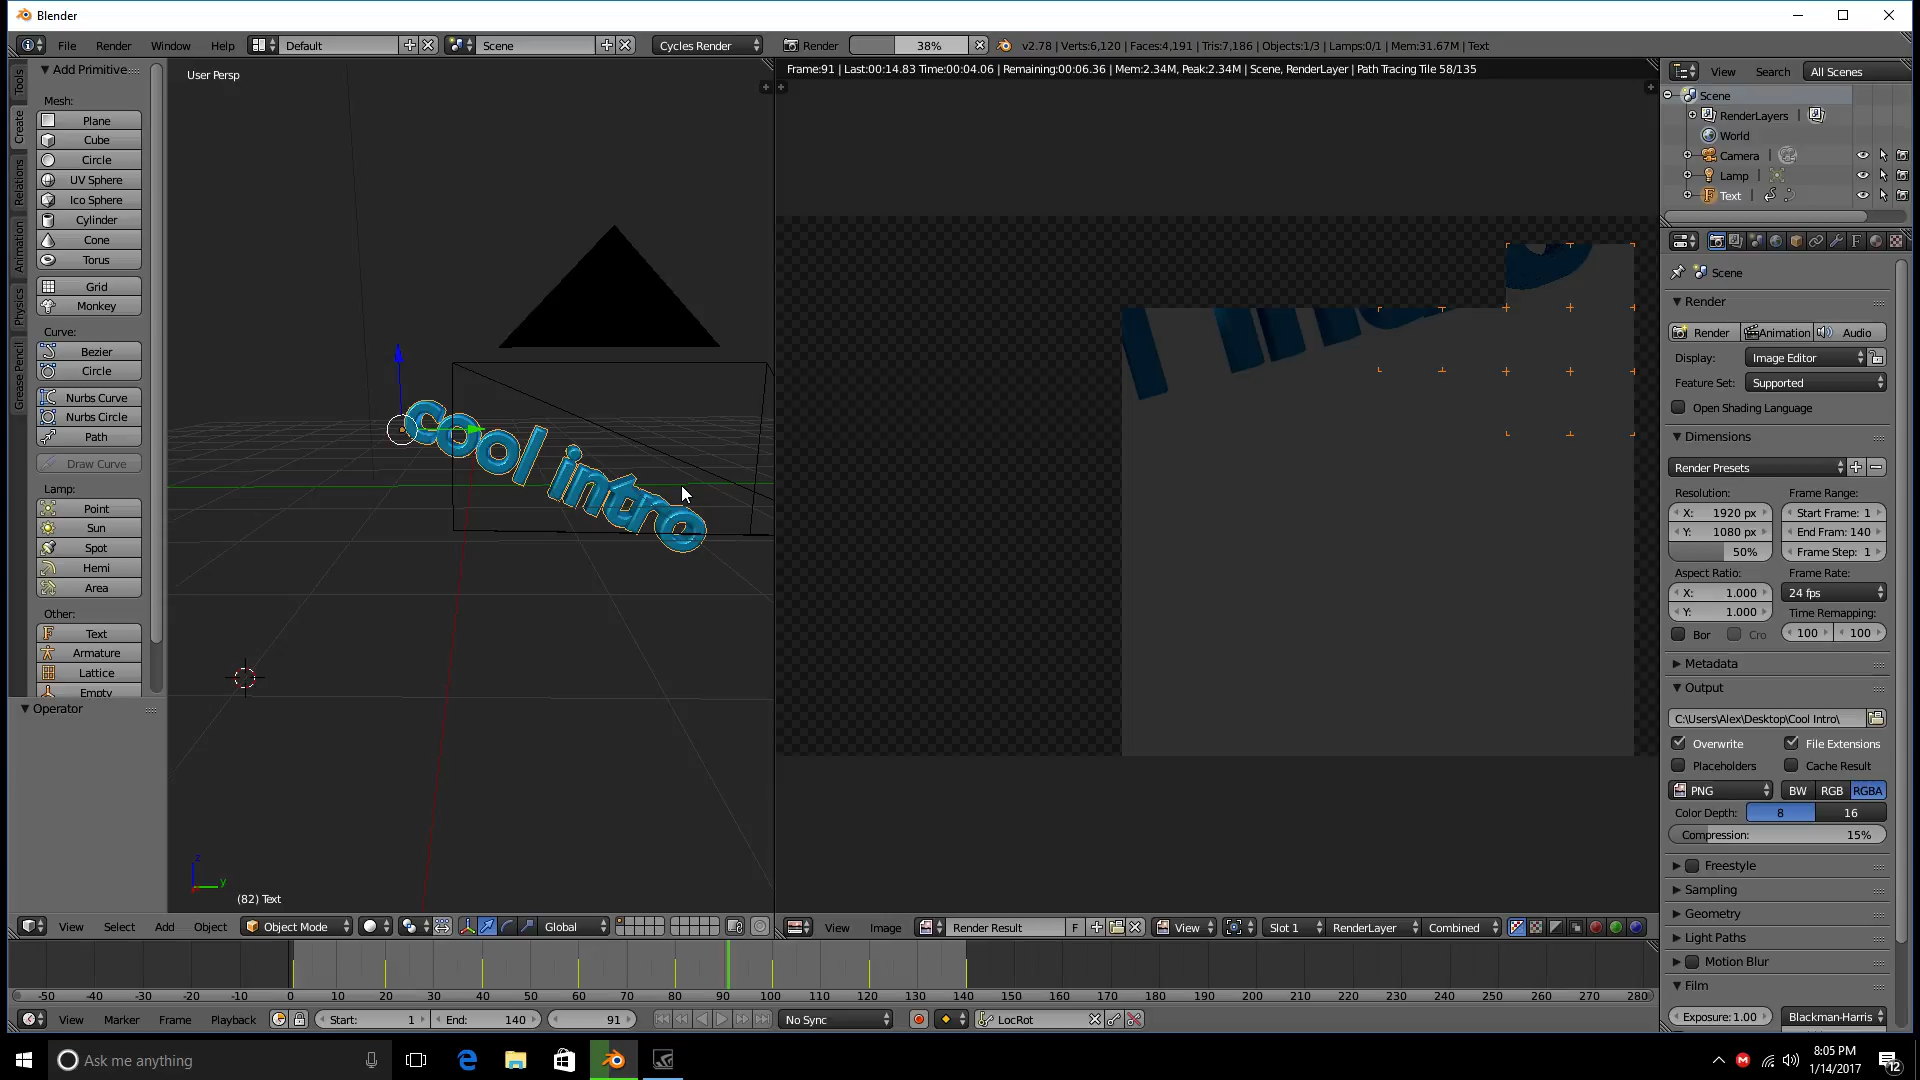 Blender
File Render Window Help Default Scene Cycles Render Render 38% v2.78 | Verts:6,120 | Faces:4,191 | Tris:7,186 | Objects:1/3 | Lamps:0/1 | Mem:31.67M | Text
Frame:91 | Last:00:14.83 Time:00:04.06 | Remaining:00:06.36 | Mem:2.34M, Peak:2.34M | Scene, RenderLayer | Path Tracing Tile 58/135
Tools
Create
Relations
Animation
Physics
Grease Pencil
Add Primitive
Mesh:
Plane
Cube
Circle
UV Sphere
Ico Sphere
Cylinder
Cone
Torus
Grid
Monkey
Curve:
Bezier
Circle
Nurbs Curve
Nurbs Circle
Path
Draw Curve
Lamp:
Point
Sun
Spot
Hemi
Area
Other:
Text
Armature
Lattice
Empty
Operator
User Persp
cool intro
z
y
(82) Text
View Select Add Object Object Mode Global
View Image Render Result F View Slot 1 RenderLayer Combined
View Search All Scenes
Scene
RenderLayers
World
Camera
Lamp
Text
Scene
Render
Render Animation Audio
Display: Image Editor
Feature Set: Supported
Open Shading Language
Dimensions
Render Presets
Resolution: Frame Range:
X: 1920 px Start Frame: 1
Y: 1080 px End Fram: 140
50% Frame Step: 1
Aspect Ratio: Frame Rate:
X: 1.000 24 fps
Y: 1.000 Time Remapping:
Bor Cro 100 100
Metadata
Output
C:\Users\Alex\Desktop\Cool Intro\
Overwrite File Extensions
Placeholders Cache Result
PNG BW RGB RGBA
Color Depth: 8 16
Compression: 15%
Freestyle
Sampling
Geometry
Light Paths
Motion Blur
Film
Exposure: 1.00 Blackman-Harris
-50 -40 -30 -20 -10 0 10 20 30 40 50 60 70 80 90 100 110 120 130 140 150 160 170 180 190 200 210 220 230 240 250 260 270 280
View Marker Frame Playback Start: 1 End: 140 91 No Sync LocRot
Ask me anything
8:05 PM
1/14/2017
12